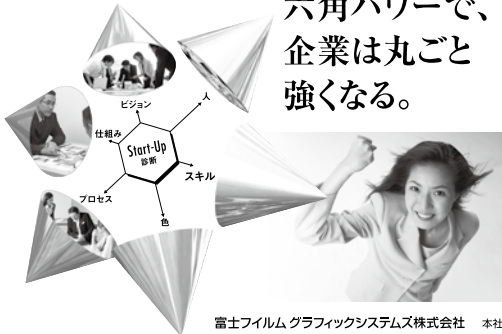 六角パワーで、
企業は丸ごと
強くなる。
ビジョン
人
仕組み
Start-Up
診断
スキル
プロセス
色
富士フイルム グラフィックシステムズ株式会社 本社